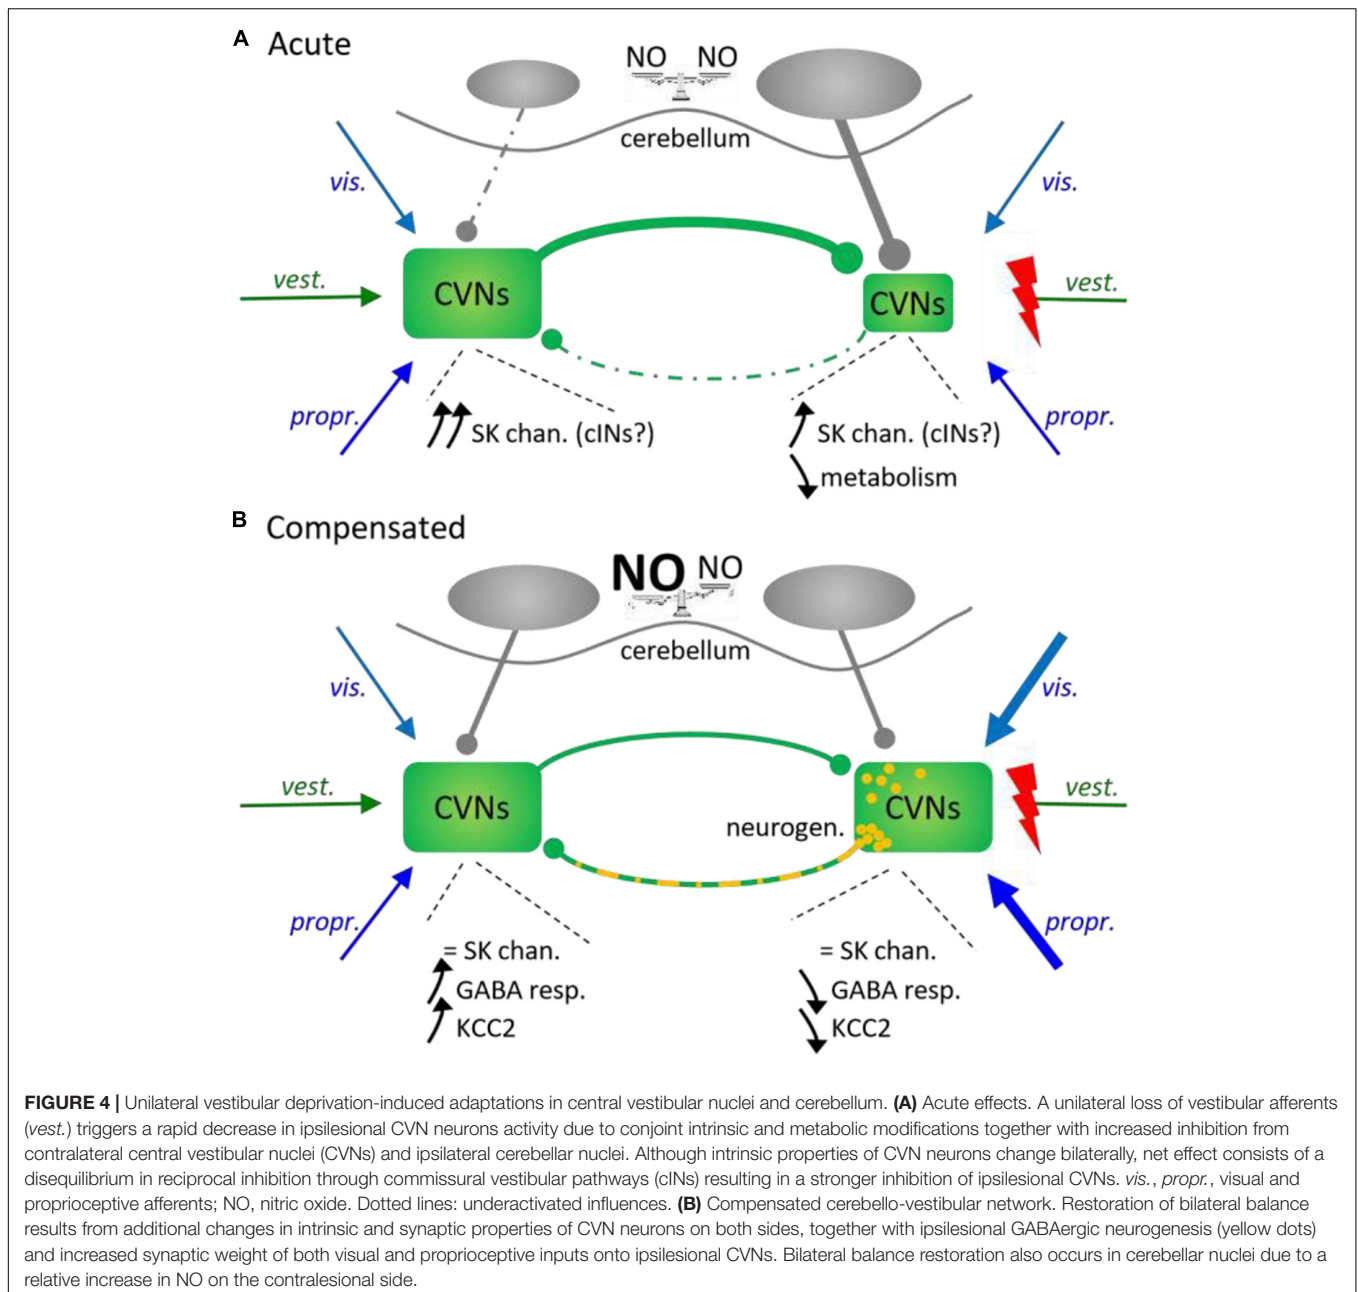 A Acute
NO NO
cerebellum
vis. vis.
vest. CVNs CVNs vest.
propr. propr.
SK chan. (cINs?) SK chan. (cINs?)
metabolism
B Compensated
NO NO
cerebellum
vis. vis.
vest. CVNs CVNs vest.
neurogen.
propr. propr.
= SK chan. = SK chan.
GABA resp. GABA resp.
KCC2 KCC2
FIGURE 4 | Unilateral vestibular deprivation-induced adaptations in central vestibular nuclei and cerebellum. (A) Acute effects. A unilateral loss of vestibular afferents
(vest.) triggers a rapid decrease in ipsilesional CVN neurons activity due to conjoint intrinsic and metabolic modifications together with increased inhibition from
contralateral central vestibular nuclei (CVNs) and ipsilateral cerebellar nuclei. Although intrinsic properties of CVN neurons change bilaterally, net effect consists of a
disequilibrium in reciprocal inhibition through commissural vestibular pathways (cINs) resulting in a stronger inhibition of ipsilesional CVNs. vis., propr., visual and
proprioceptive afferents; NO, nitric oxide. Dotted lines: underactivated influences. (B) Compensated cerebello-vestibular network. Restoration of bilateral balance
results from additional changes in intrinsic and synaptic properties of CVN neurons on both sides, together with ipsilesional GABAergic neurogenesis (yellow dots)
and increased synaptic weight of both visual and proprioceptive inputs onto ipsilesional CVNs. Bilateral balance restoration also occurs in cerebellar nuclei due to a
relative increase in NO on the contralesional side.